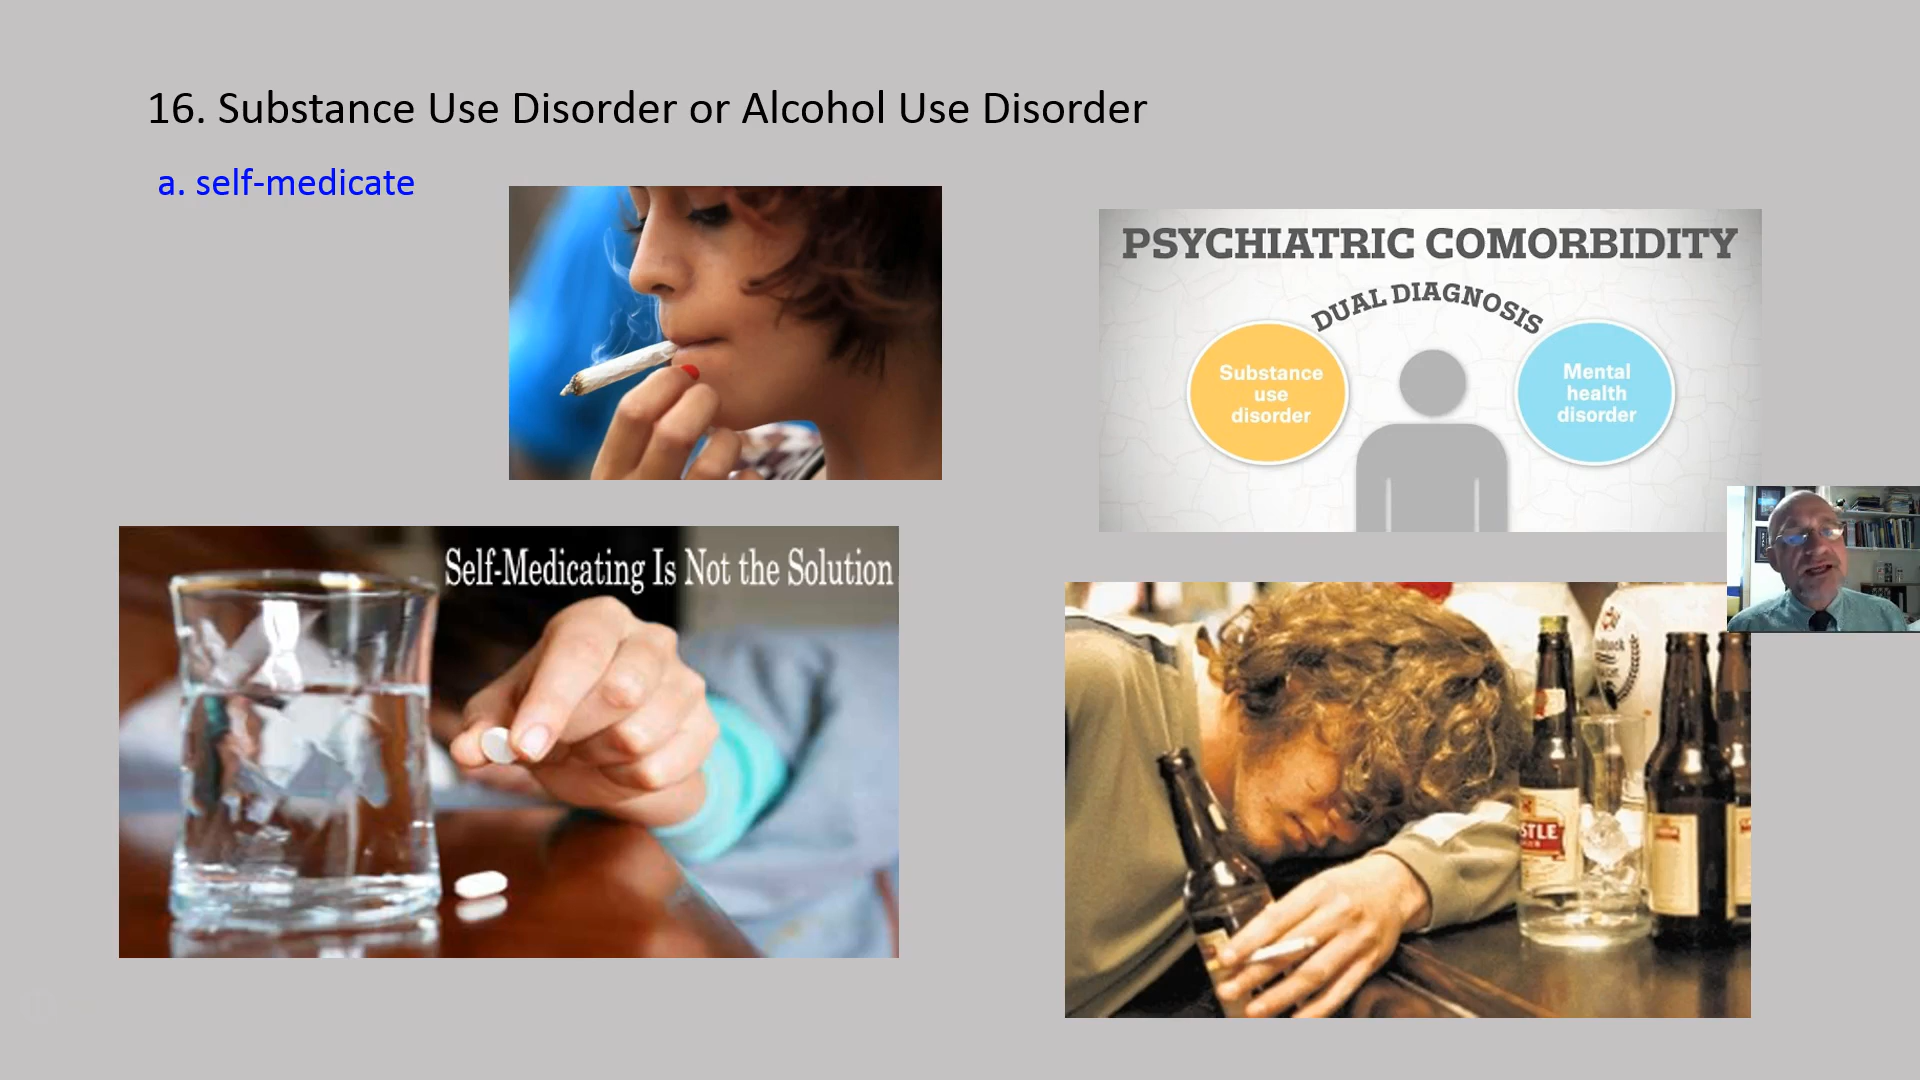 16. Substance Use Disorder or Alcohol Use Disorder
a. self-medicate
PSYCHIATRIC COMORBIDITY
DUAL DIAGNOSIS
Substance
use
disorder
Mental
health
disorder
Self-Medicating Is Not the Solution
STLE